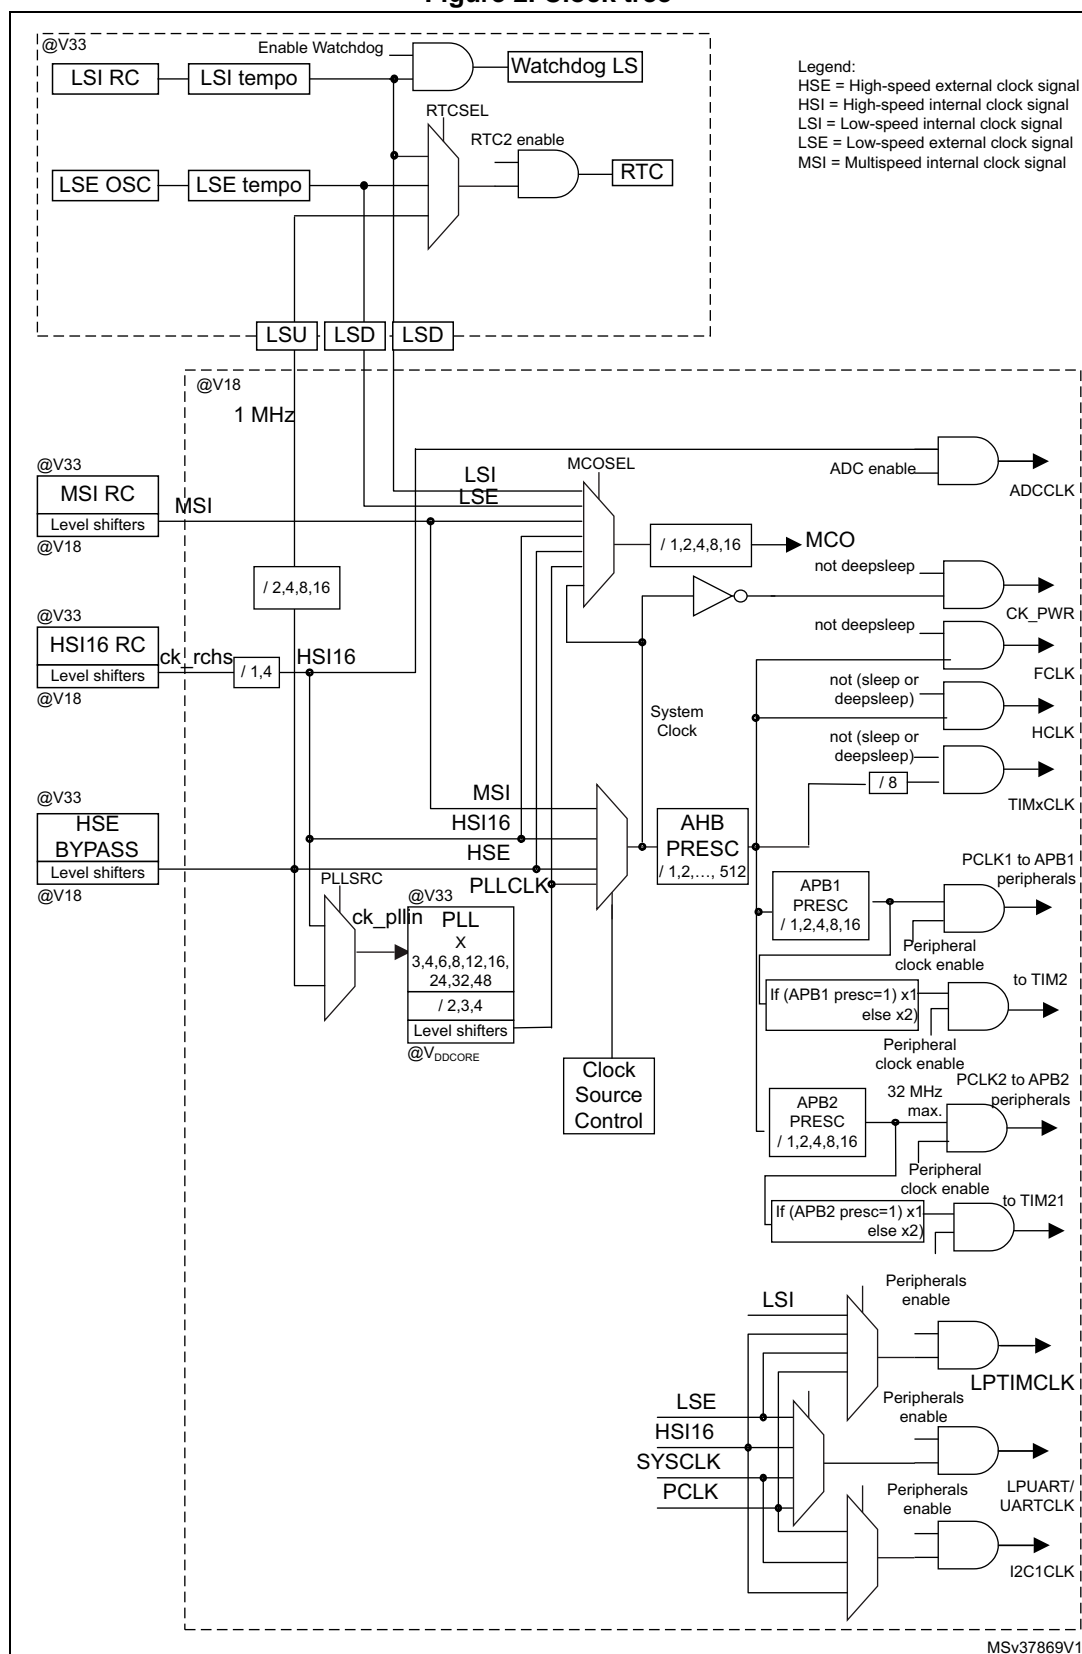 @V33
Enable Watchdog
LSI RC
LSI tempo
Watchdog LS
Legend:
HSE = High-speed external clock signal
HSI = High-speed internal clock signal
LSI = Low-speed internal clock signal
LSE = Low-speed external clock signal
MSI = Multispeed internal clock signal
RTCSEL
RTC2 enable
LSE OSC
LSE tempo
RTC
LSU
LSD
LSD
@V18
1 MHz
@V33
MSI RC
Level shifters
@V18
MSI
LSI
LSE
MCOSEL
ADC enable
ADCCLK
/ 1,2,4,8,16
MCO
/ 2,4,8,16
not deepsleep
CK_PWR
@V33
HSI16 RC
Level shifters
@V18
ck_rchs
/ 1,4
HSI16
not deepsleep
FCLK
System
Clock
not (sleep or
deepsleep)
HCLK
not (sleep or
deepsleep)
/ 8
TIMxCLK
@V33
HSE
BYPASS
Level shifters
@V18
MSI
HSI16
HSE
PLLCLK
AHB
PRESC
/ 1,2,..., 512
PLLSRC
ck_pllin
@V33
PLL
X
3,4,6,8,12,16,
24,32,48
/ 2,3,4
Level shifters
@VDDCORE
Clock
Source
Control
APB1
PRESC
/ 1,2,4,8,16
PCLK1 to APB1
peripherals
Peripheral
clock enable
If (APB1 presc=1) x1
else x2)
to TIM2
Peripheral
clock enable
APB2
PRESC
/ 1,2,4,8,16
32 MHz
max.
PCLK2 to APB2
peripherals
Peripheral
clock enable
If (APB2 presc=1) x1
else x2)
to TIM21
LSI
Peripherals
enable
LPTIMCLK
LSE
HSI16
SYSCLK
PCLK
Peripherals
enable
LPUART/
UARTCLK
Peripherals
enable
I2C1CLK
MSv37869V1